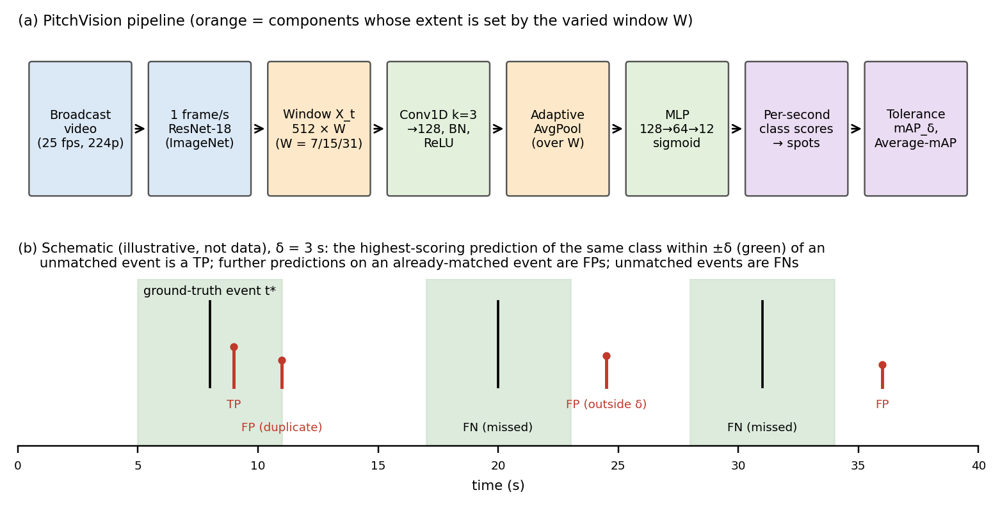 (a) PitchVision pipeline (orange = components whose extent is set by the varied window W)
Broadcast
video
(25 fps, 224p)
1 frame/s
ResNet-18
(ImageNet)
Window X_t
512 × W
(W = 7/15/31)
Conv1D k=3
→128, BN,
ReLU
Adaptive
AvgPool
(over W)
MLP
128→64→12
sigmoid
Per-second
class scores
→ spots
Tolerance
mAP_δ,
Average-mAP
(b) Schematic (illustrative, not data), δ = 3 s: the highest-scoring prediction of the same class within ±δ (green) of an
unmatched event is a TP; further predictions on an already-matched event are FPs; unmatched events are FNs
ground-truth event t*
TP
FP (outside δ)
FP
FP (duplicate)
FN (missed)
FN (missed)
0 5 10 15 20 25 30 35 40
time (s)